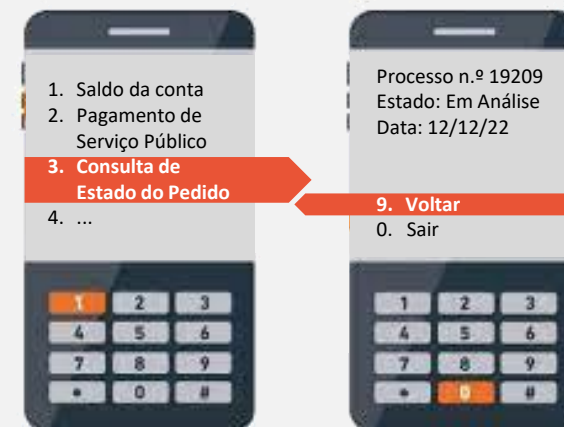 1. Saldo da conta
2. Pagamento de
Serviço Público
3. Consulta de
Estado do Pedido
4. ...
1 2 3
4 5 6
7 8 9
* 0 #
Processo n.º 19209
Estado: Em Análise
Data: 12/12/22
9. Voltar
0. Sair
1 2 3
4 5 6
7 8 9
* 0 #